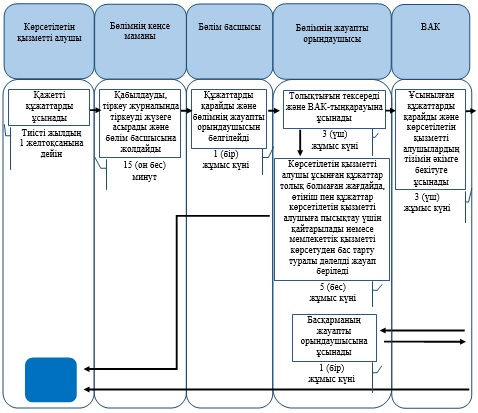 Көрсетілетін
қызметті алушы
Бөлімнің кеңсе
маманы
Бөлім басшысы
Бөлімнің жауапты
орындаушысы
ВАК
Қажетті
құжаттарды
ұсынады
Тиісті жылдың
1 желтоқсанына
дейін
Қабылдауды,
тіркеу журналында
тіркеуді жүзеге
асырады және
бөлім басшысына
жолдайды
15 (он бес)
минут
Құжаттарды
қарайды және
бөлімнің жауапты
орындаушысын
белгілейді
1 (бір)
жұмыс күні
Толықтығын тексереді
және ВАК-тыңқарауына
ұсынады
3 (үш)
жұмыс күні
Көрсетілетін қызметті
алушы ұсынған құжаттар
толық болмаған жағдайда,
өтініш пен құжаттар
көрсетілетін қызметті
алушыға пысықтау үшін
қайтарылады немесе
мемлекеттік қызметті
көрсетуден бас тарту
туралы дәлелді жауап
беріледі
5 (бес)
жұмыс күні
Басқарманың
жауапты
орындаушысына
ұсынады
1 (бір)
жұмыс күні
Ұсынылған
құжаттарды
қарайды және
көрсетілетін
қызметті
алушылардың
тізімін әкімге
бекітуге
ұсынады
3 (үш)
жұмыс күні